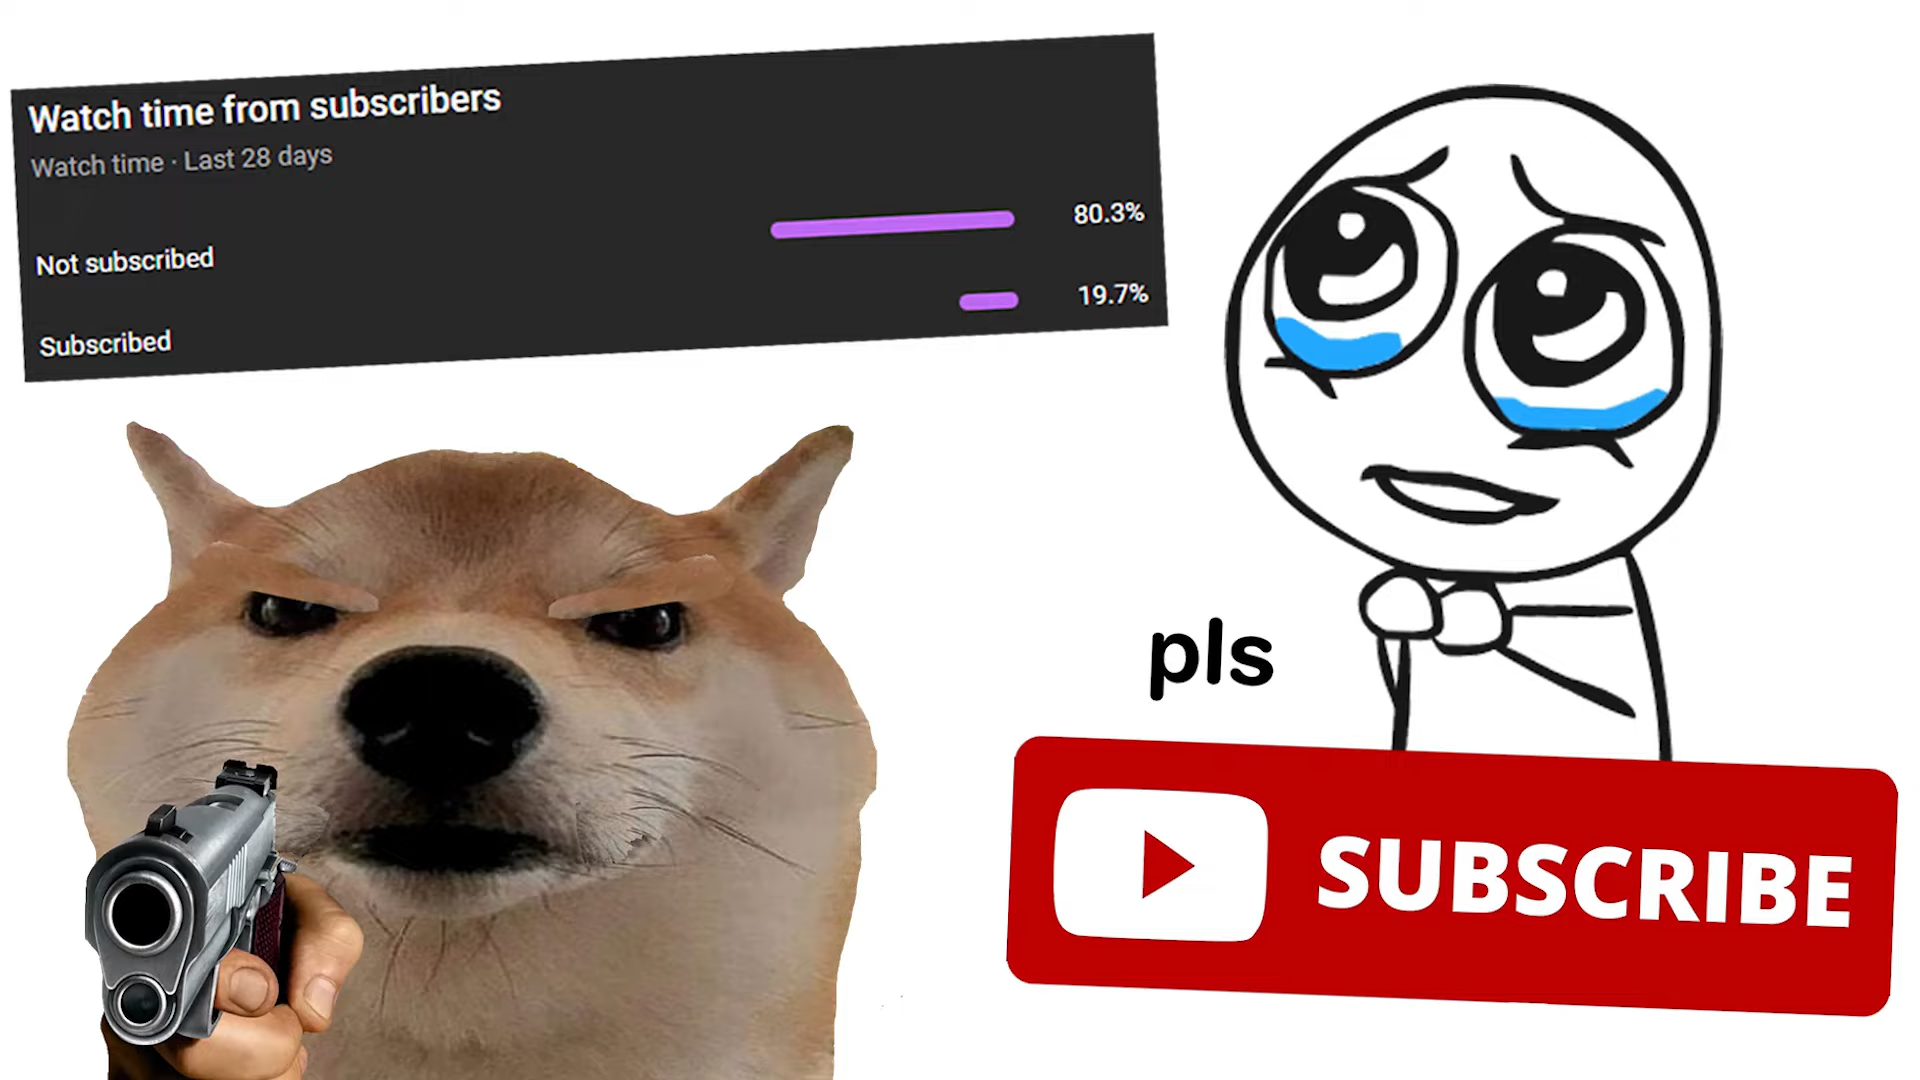 Watch time from subscribers
Watch time · Last 28 days
Not subscribed 80.3%
Subscribed 19.7%
pls
SUBSCRIBE